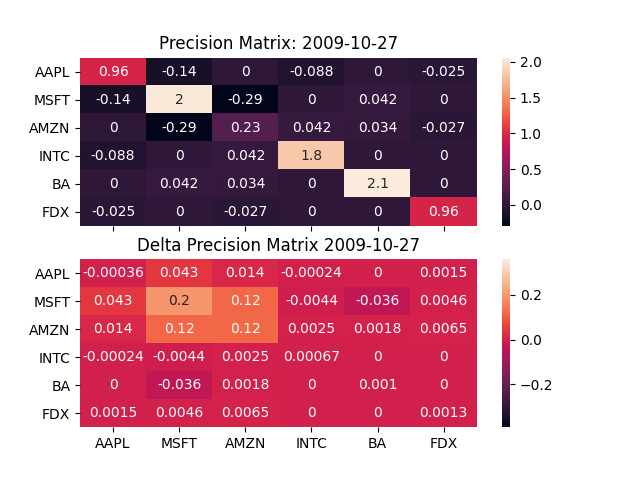 Precision Matrix: 2009-10-27
AAPL 0.96 -0.14 0 -0.088 0 -0.025
MSFT -0.14 2 -0.29 0 0.042 0
AMZN 0 -0.29 0.23 0.042 0.034 -0.027
INTC -0.088 0 0.042 1.8 0 0
BA 0 0.042 0.034 0 2.1 0
FDX -0.025 0 -0.027 0 0 0.96
2.0
1.5
1.0
0.5
0.0
Delta Precision Matrix 2009-10-27
AAPL -0.00036 0.043 0.014 -0.00024 0 0.0015
MSFT 0.043 0.2 0.12 -0.0044 -0.036 0.0046
AMZN 0.014 0.12 0.12 0.0025 0.0018 0.0065
INTC -0.00024 -0.0044 0.0025 0.00067 0 0
BA 0 -0.036 0.0018 0 0.001 0
FDX 0.0015 0.0046 0.0065 0 0 0.0013
AAPL MSFT AMZN INTC BA FDX
0.2
0.0
−0.2